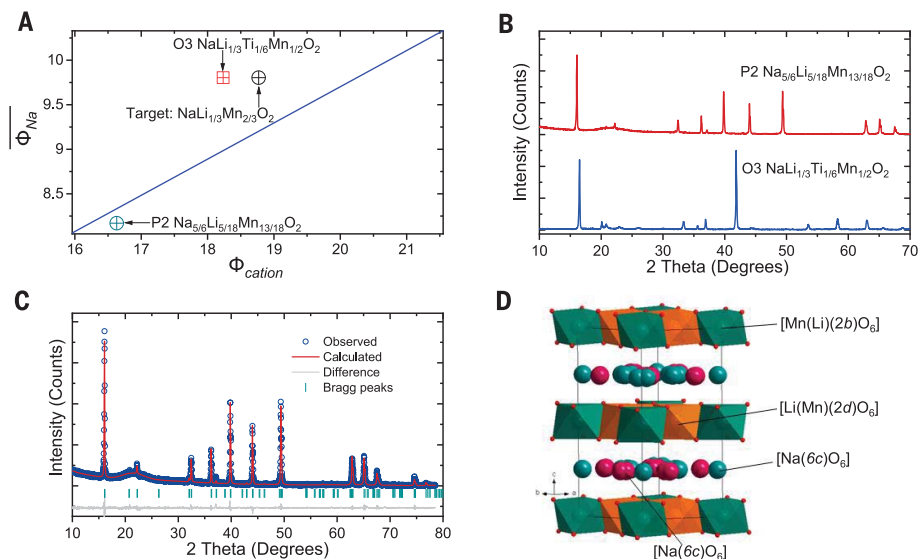 A
O3 NaLi1/3Ti1/6Mn1/2O2
Target: NaLi1/3Mn2/3O2
P2 Na5/6Li5/18Mn13/18O2
10
9.5
9
8.5
ΦNa
16 17 18 19 20 21
Φcation
B
P2 Na5/6Li5/18Mn13/18O2
O3 NaLi1/3Ti1/6Mn1/2O2
Intensity (Counts)
10 20 30 40 50 60 70
2 Theta (Degrees)
C
Observed
Calculated
Difference
Bragg peaks
Intensity (Counts)
10 20 30 40 50 60 70 80
2 Theta (Degrees)
D
[Mn(Li)(2b)O6]
[Li(Mn)(2d)O6]
[Na(6c)O6]
c
b a
[Na(6c)O6]